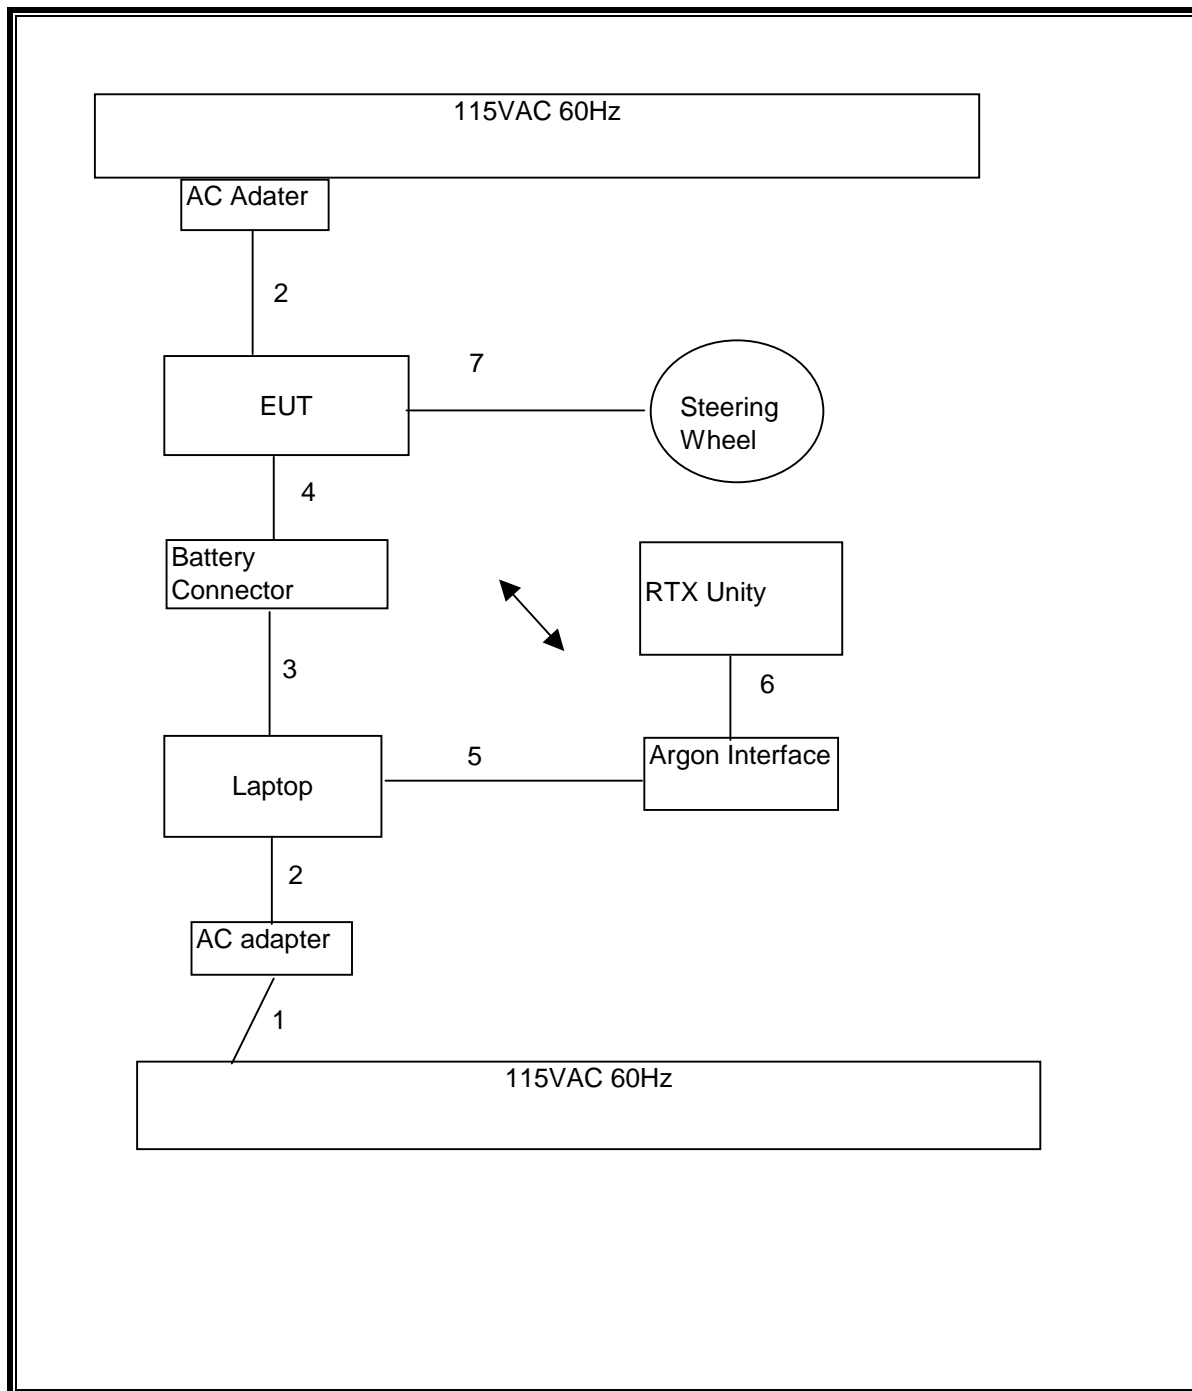 115VAC 60Hz
AC Adater
2
7
EUT
Steering
Wheel
4
Battery
Connector
RTX Unity
3
6
5
Argon Interface
Laptop
2
AC adapter
1
115VAC 60Hz